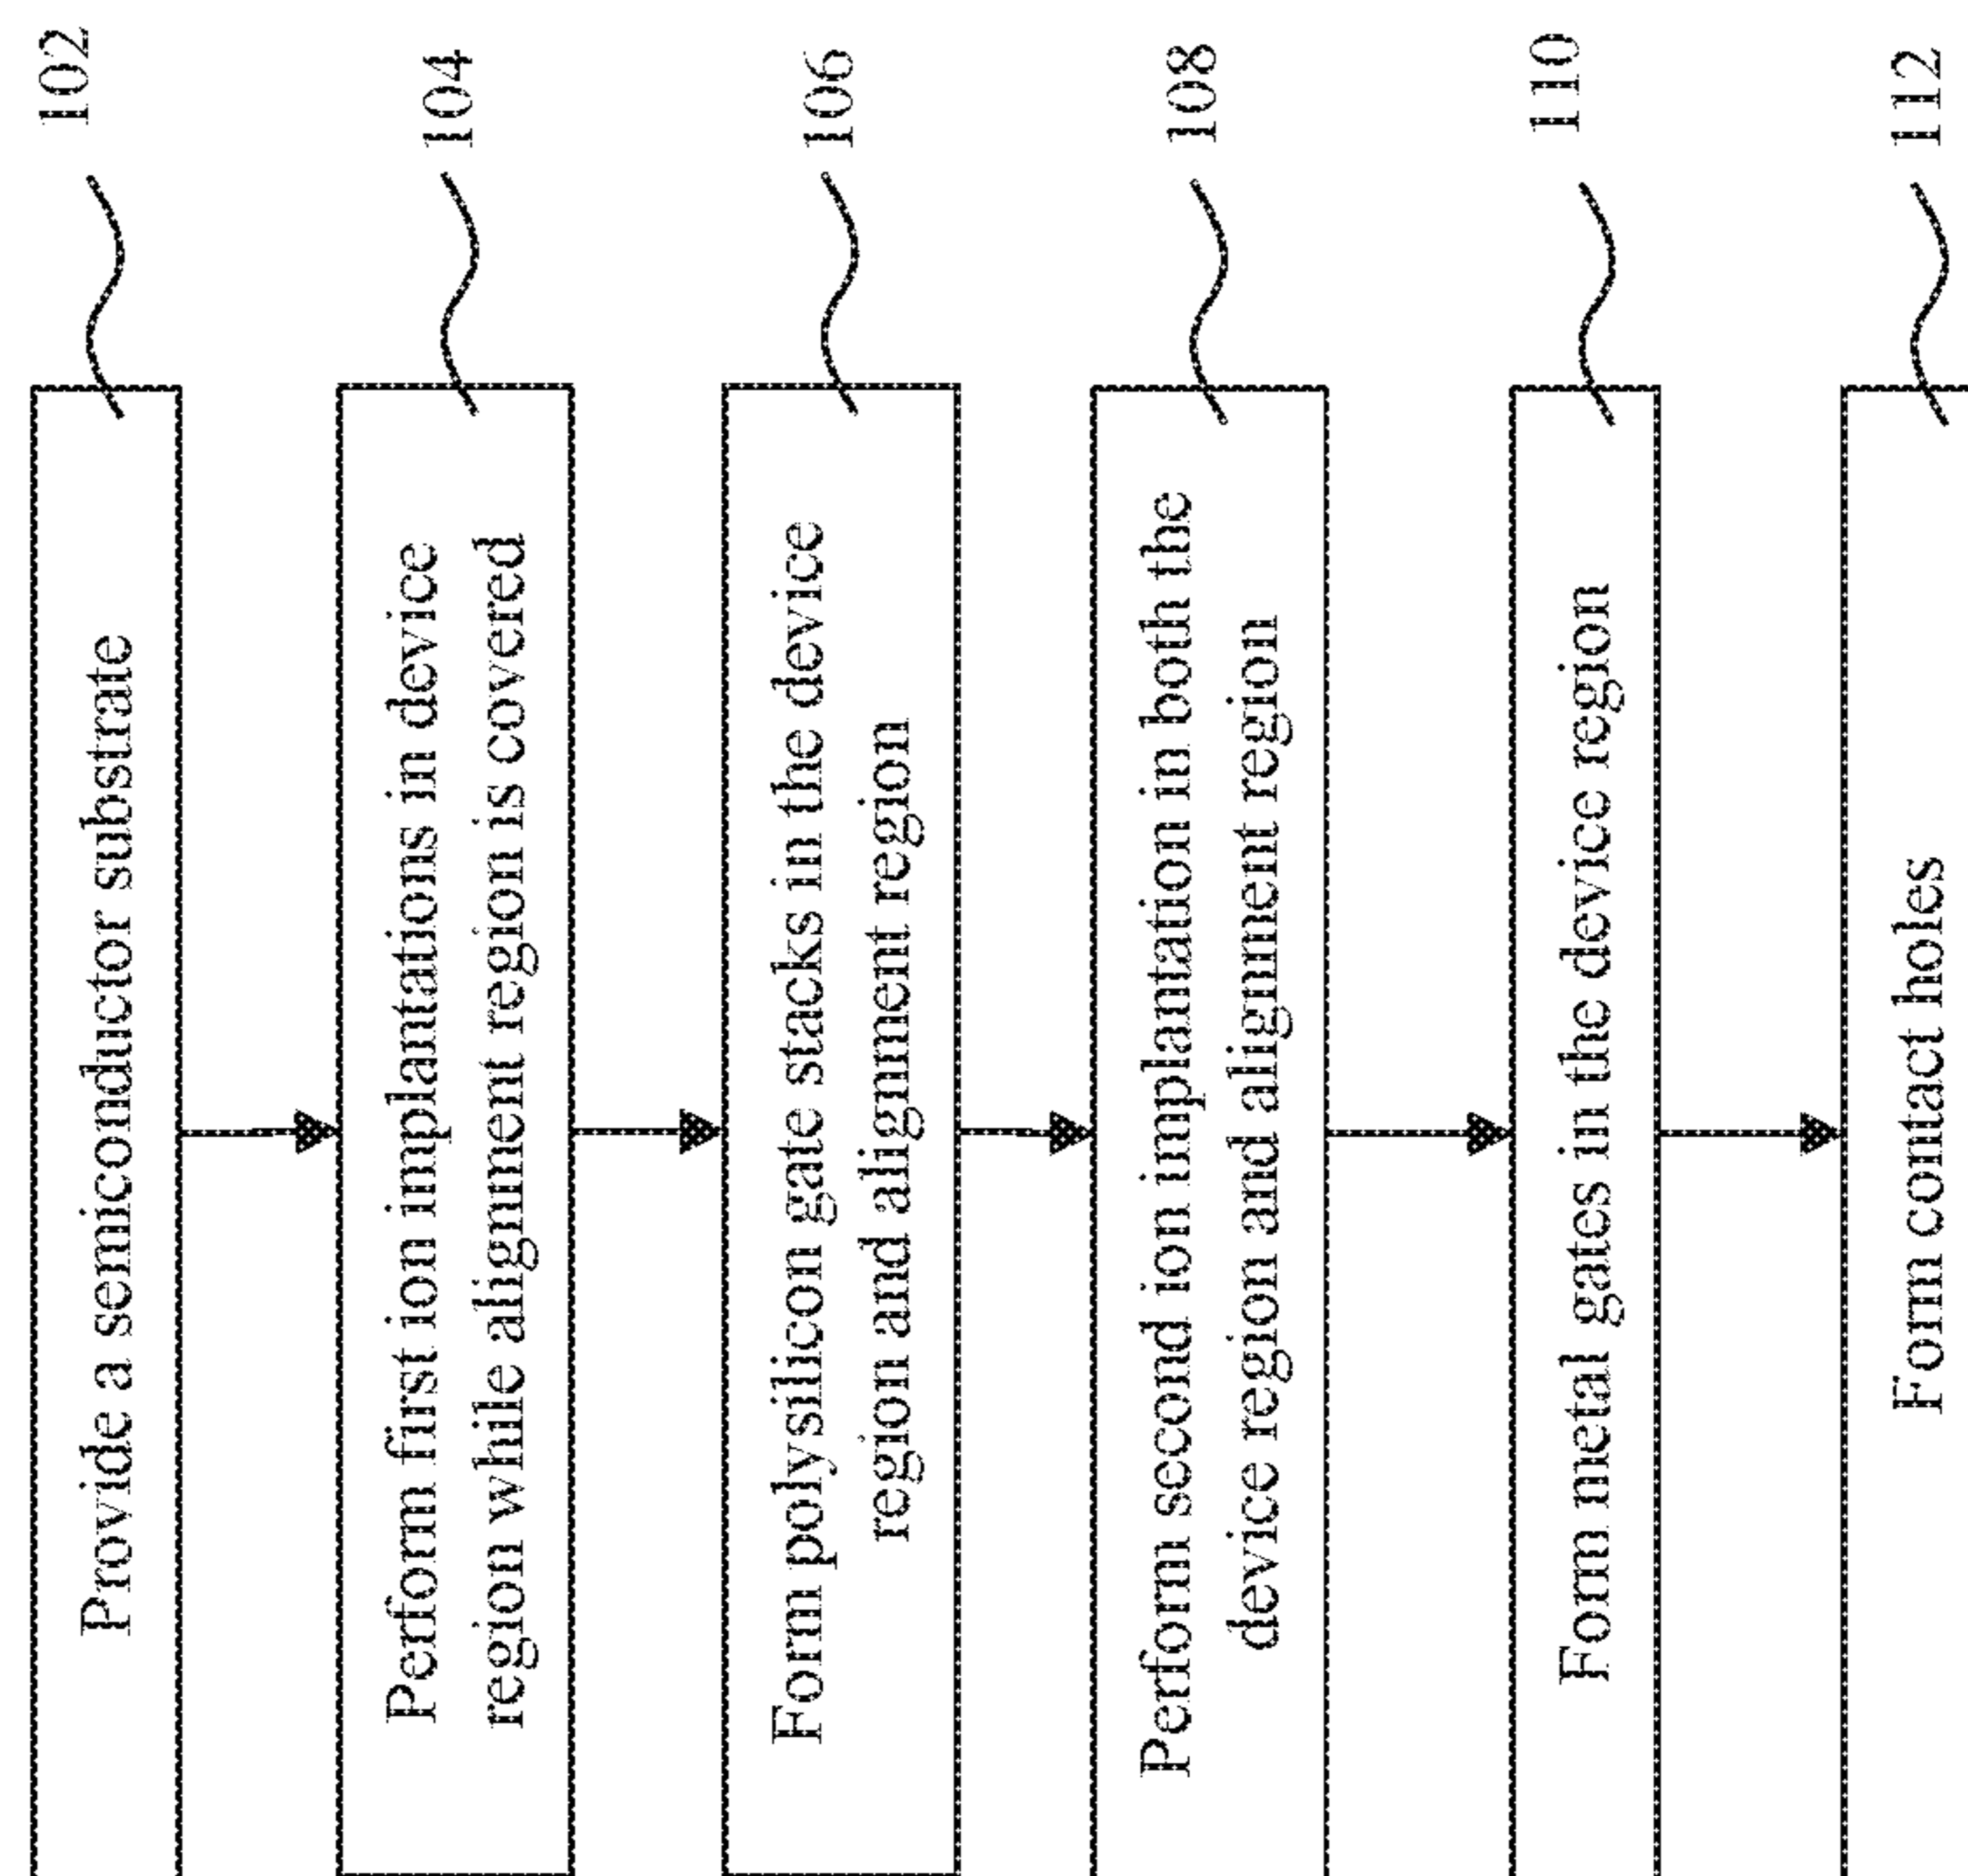 Provide a semiconductor substrate
102
Perform first ion implantations in device
region while alignment region is covered
104
Form polysilicon gate stacks in the device
region and alignment region
106
Perform second ion implantation in both the
device region and alignment region
108
Form metal gates in the device region
110
Form contact holes
112